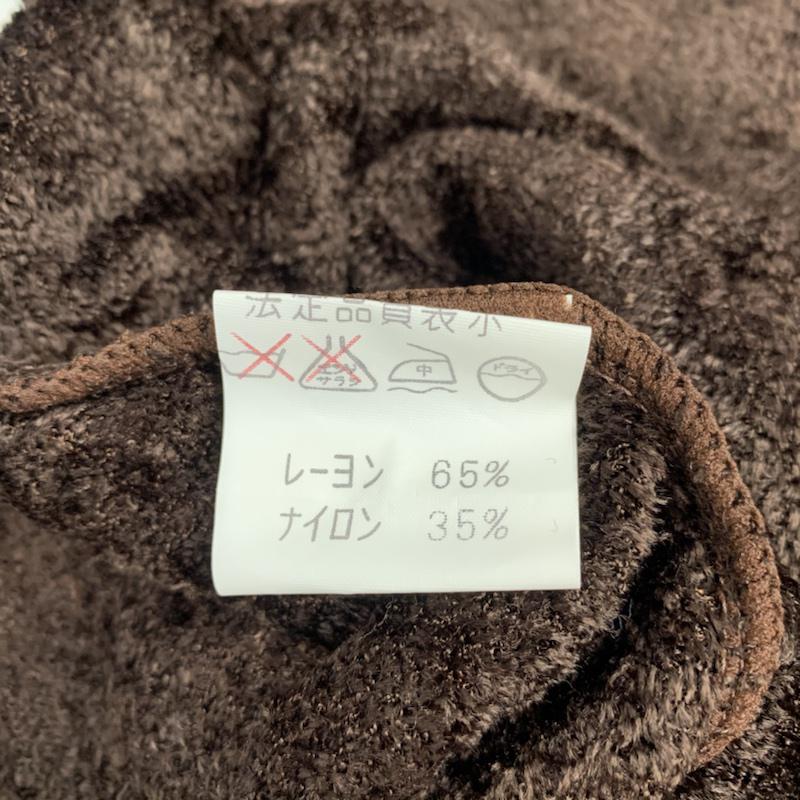 法定品質表示
エンソ
サラシ
中
ドライ
レーヨン 65%
ナイロン 35%